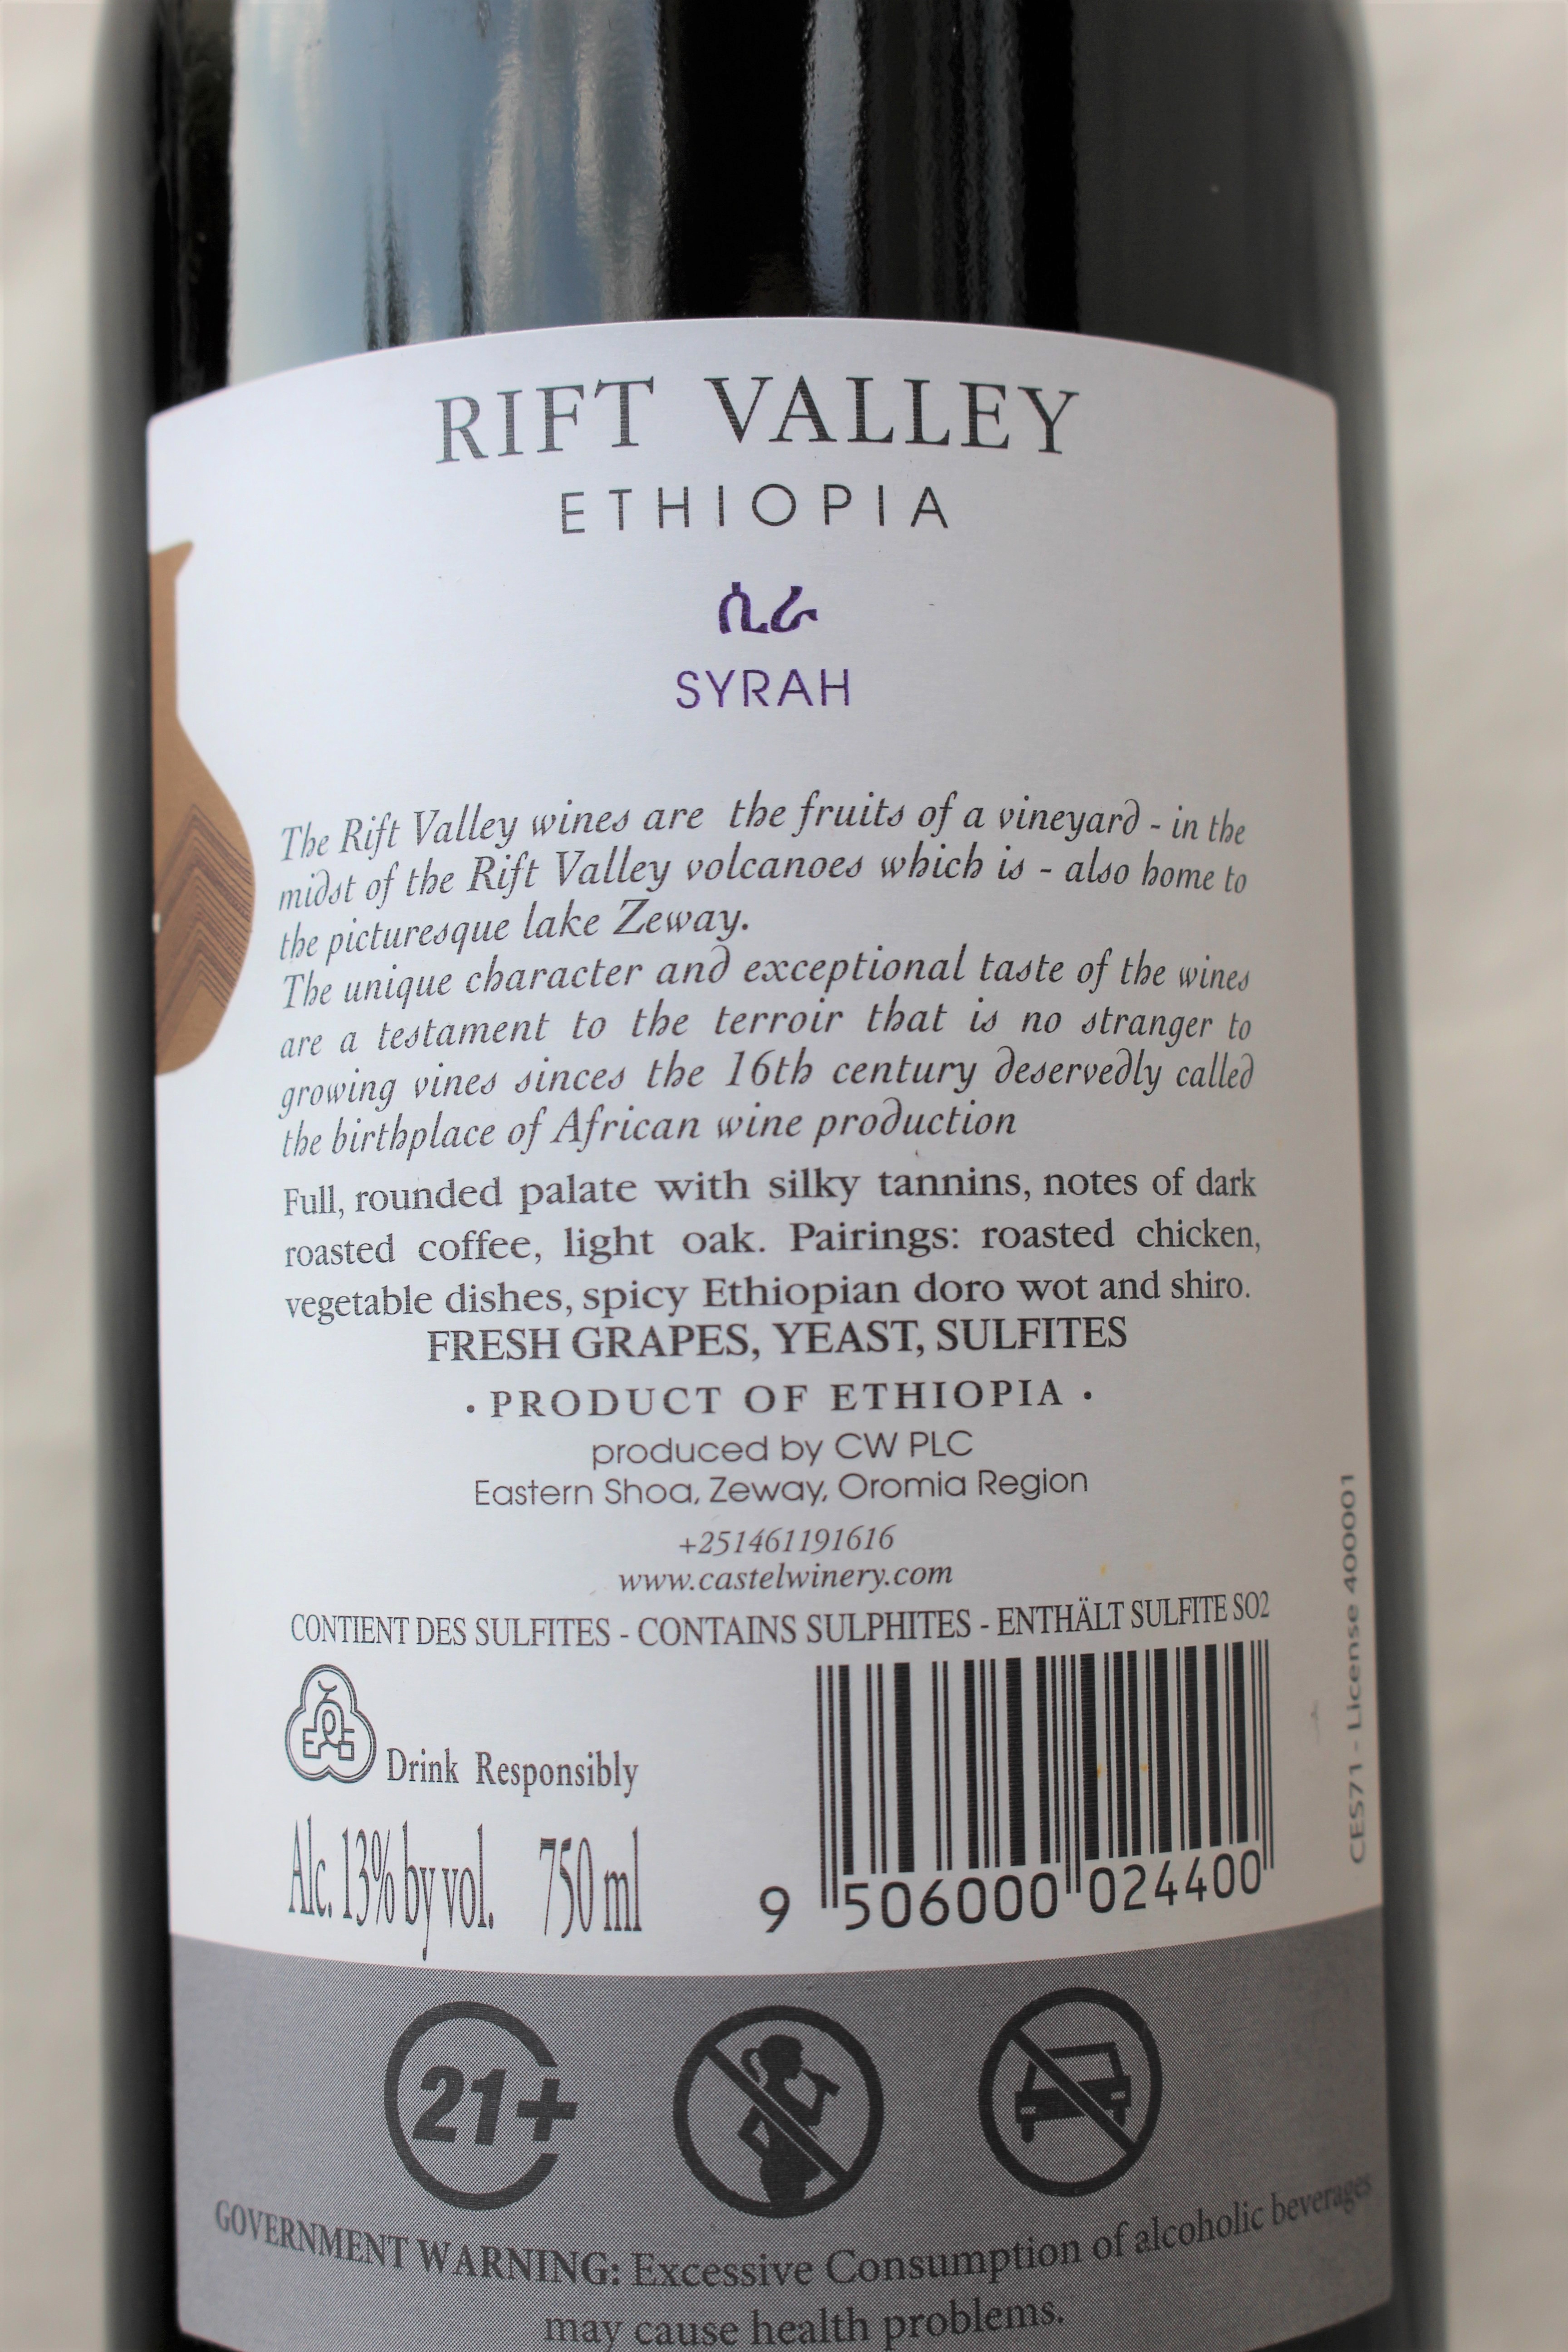 RIFT VALLEY
ETHIOPIA
ሲራ
SYRAH
The Rift Valley wines are the fruits of a vineyard - in the
midst of the Rift Valley volcanoes which is - also home to
the picturesque lake Zeway.
The unique character and exceptional taste of the wines
are a testament to the terroir that is no stranger to
growing vines sinces the 16th century deservedly called
the birthplace of African wine production
Full, rounded palate with silky tannins, notes of dark
roasted coffee, light oak. Pairings: roasted chicken,
vegetable dishes, spicy Ethiopian doro wot and shiro.
FRESH GRAPES, YEAST, SULFITES
· PRODUCT OF ETHIOPIA ·
produced by CW PLC
Eastern Shoa, Zeway, Oromia Region
+251461191616
www.castelwinery.com
CONTIENT DES SULFITES - CONTAINS SULPHITES - ENTHÄLT SULFITE SO2
Drink Responsibly
Alc. 13% by vol. 750 ml
9 506000 024400
CES71 - License 400001
21+
GOVERNMENT WARNING: Excessive Consumption of alcoholic beverages
may cause health problems.